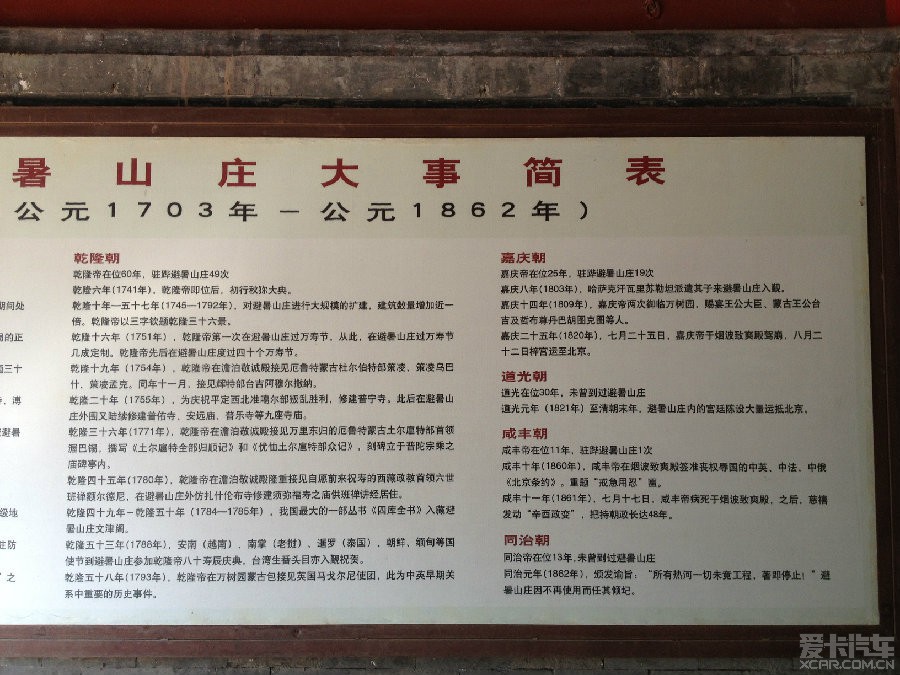 暑山庄大事简表
公元1703年－公元1862年）
期间处
的正
三十
、溥
避暑
级地
驻防
”之
乾隆朝
乾隆帝在位60年，驻跸避暑山庄49次
乾隆六年(1741年)，乾隆帝即位后，初行秋狝大典。
乾隆十年—五十七年(1745—1792年)，对避暑山庄进行大规模的扩建，建筑数量增加近一
倍，乾隆帝以三字钦题乾隆三十六景。
乾隆十六年（1751年），乾隆帝第一次在避暑山庄过万寿节，从此，在避暑山庄过万寿节
几成定制。乾隆帝先后在避暑山庄度过四十个万寿节。
乾隆十九年（1754年），乾隆帝在澹泊敬诚殿接见厄鲁特蒙古杜尔伯特部策凌，策凌乌巴
什，策凌孟克。同年十一月，接见辉特部台吉阿穆尔撒纳。
乾隆二十年（1755年），为庆祝平定西北准噶尔部叛乱胜利，修建普宁寺。此后在避暑山
庄外围又陆续修建普佑寺、安远庙、普乐寺等九座寺庙。
乾隆三十六年(1771年)，乾隆帝在澹泊敬诚殿接见万里东归的厄鲁特蒙古土尔扈特部首领
渥巴锡，撰写《土尔扈特全部归顺记》和《优恤土尔扈特部众记》，刻碑立于普陀宗乘之
庙碑亭内。
乾隆四十五年(1780年)，乾隆帝在澹泊敬诚殿隆重接见自愿前来祝寿的西藏政教首领六世
班禅额尔德尼，在避暑山庄外仿扎什伦布寺修建须弥福寿之庙供班禅讲经居住。
乾隆四十九年－乾隆五十年（1784—1785年），我国最大的一部丛书《四库全书》入藏避
暑山庄文津阁。
乾隆五十三年(1788年)，安南（越南），南掌（老挝）、暹罗（泰国），朝鲜，缅甸等国
使节到避暑山庄参加乾隆帝八十寿辰庆典，台湾生番头目亦入觐祝贺。
乾隆五十八年(1793年)，乾隆帝在万树园蒙古包接见英国马戈尔尼使团，此为中英早期关
系中重要的历史事件。
嘉庆朝
嘉庆帝在位25年，驻跸避暑山庄19次
嘉庆八年(1803年)，哈萨克汗瓦里苏勒坦派遣其子来避暑山庄入觐。
嘉庆十四年(1809年)，嘉庆帝两次御临万树园，赐宴王公大臣、蒙古王公台
吉及哲布尊丹巴胡图克图等人。
嘉庆二十五年(1820年)，七月二十五日，嘉庆帝于烟波致爽殿驾崩，八月二
十二日梓宫运至北京。
道光朝
道光在位30年，未曾到过避暑山庄
道光元年（1821年）至清朝末年，避暑山庄内的宫廷陈设大量运抵北京。
咸丰朝
咸丰帝在位11年，驻跸避暑山庄1次
咸丰十年(1860年)，咸丰帝在烟波致爽殿签准丧权辱国的中英，中法，中俄
《北京条约》。重题“戒急用忍”匾。
咸丰十一年(1861年)，七月十七日，咸丰帝病死于烟波致爽殿，之后，慈禧
发动“辛酉政变”，把持朝政长达48年。
同治朝
同治帝在位13年，未曾到过避暑山庄
同治元年(1862年)，颁发谕旨：“所有热河一切未竟工程，著即停止！”避
暑山庄因不再使用而任其倾圮。
爱卡汽车
XCAR.COM.CN